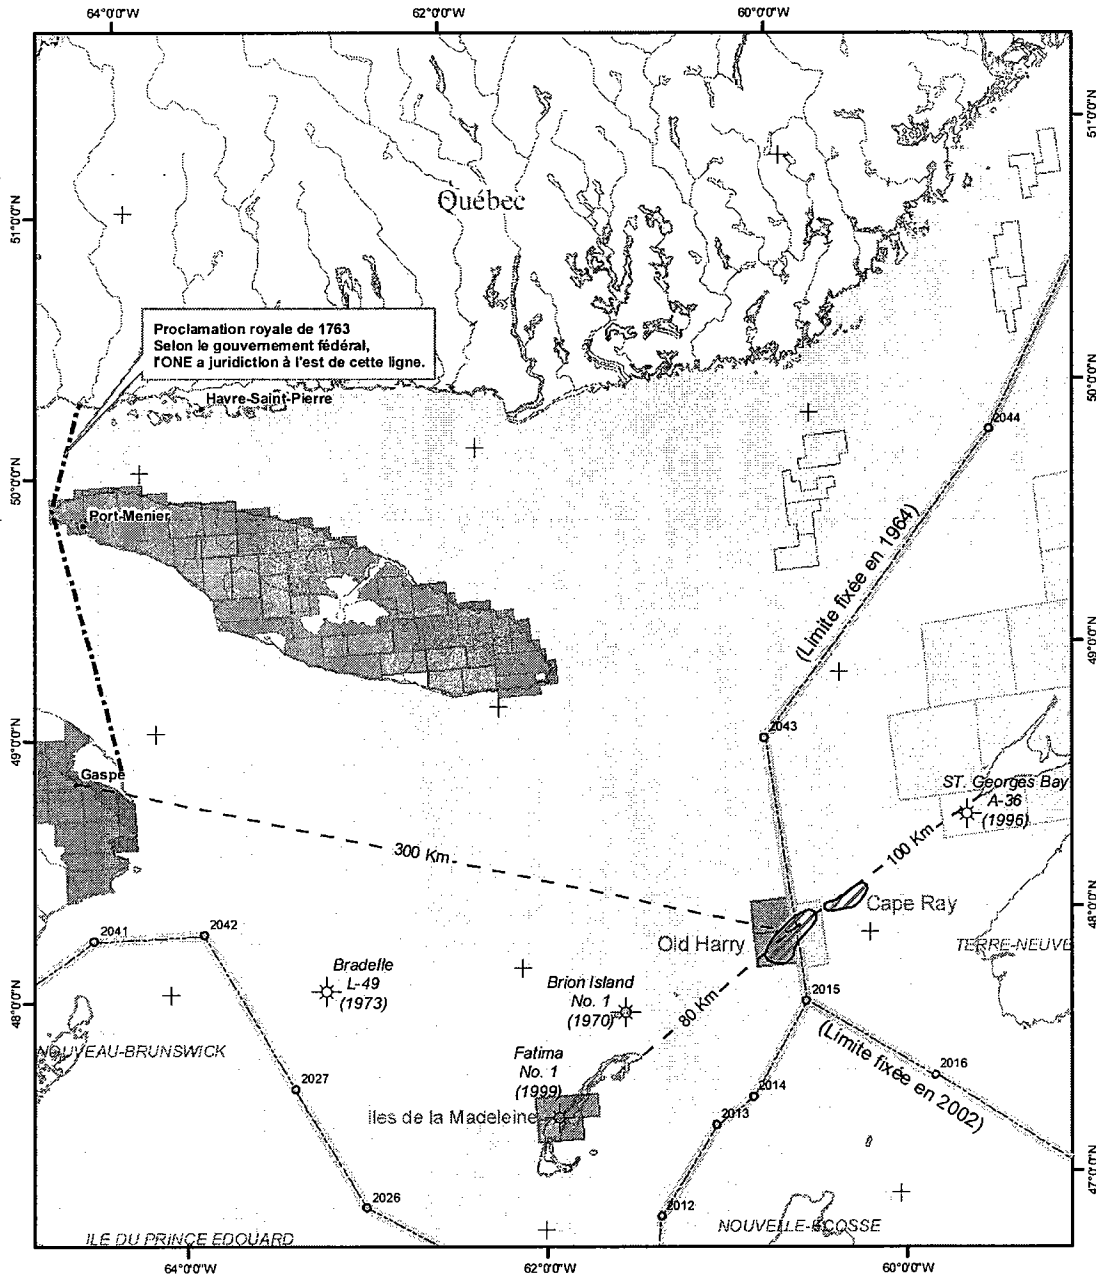 64°0'0"W
62°0'0"W
60°0'0"W
51°0'0"N
51°0'0"N
Québec
Proclamation royale de 1763
Selon le gouvernement fédéral,
l'ONE a juridiction à l'est de cette ligne.
Havre-Saint-Pierre
50°0'0"N
2044
50°0'0"N
Port-Menier
(Limite fixée en 1964)
49°0'0"N
2043
49°0'0"N
Gaspé
ST. Georges Bay
A-36
(1996)
300 Km
100 Km
Cape Ray
48°0'0"N
2041
2042
Old Harry
TERRE-NEUVE
Bradelle
L-49
(1973)
Brion Island
No. 1
(1970)
80 Km
2015
48°0'0"N
(Limite fixée en 2002)
NOUVEAU-BRUNSWICK
Fatima
No. 1
(1999)
2016
2027
2014
Iles de la Madeleine
2013
47°0'0"N
2026
2012
ILE DU PRINCE EDOUARD
NOUVELLE-ECOSSE
64°0'0"W
62°0'0"W
60°0'0"W